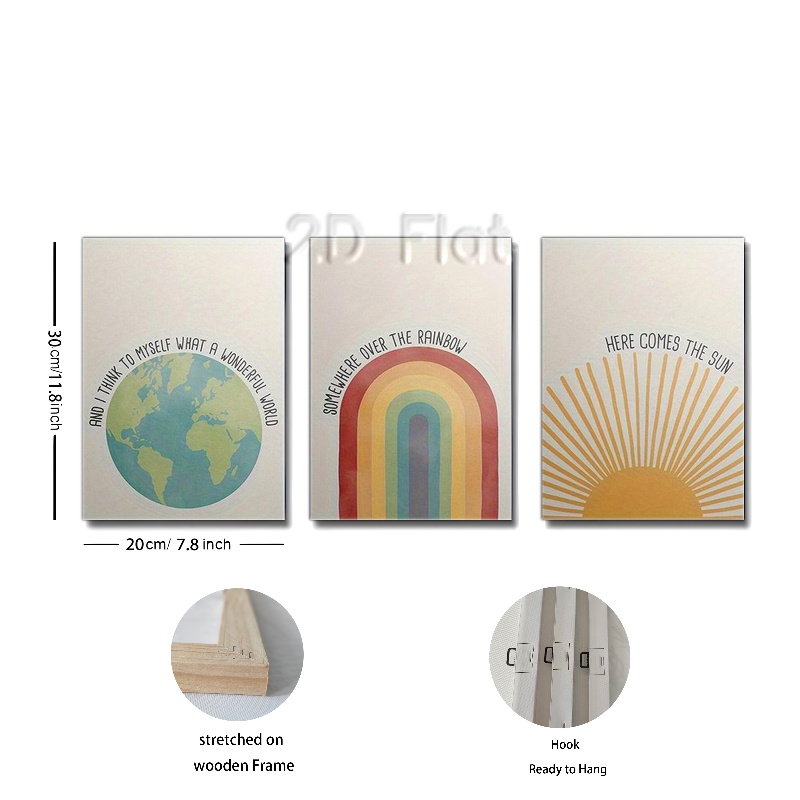 2D Flat
AND I THINK TO MYSELF WHAT A WONDERFUL WORLD
SOMEWHERE OVER THE RAINBOW
HERE COMES THE SUN
30cm/11.8inch
20cm/ 7.8 inch
stretched on
wooden Frame
Hook
Ready to Hang